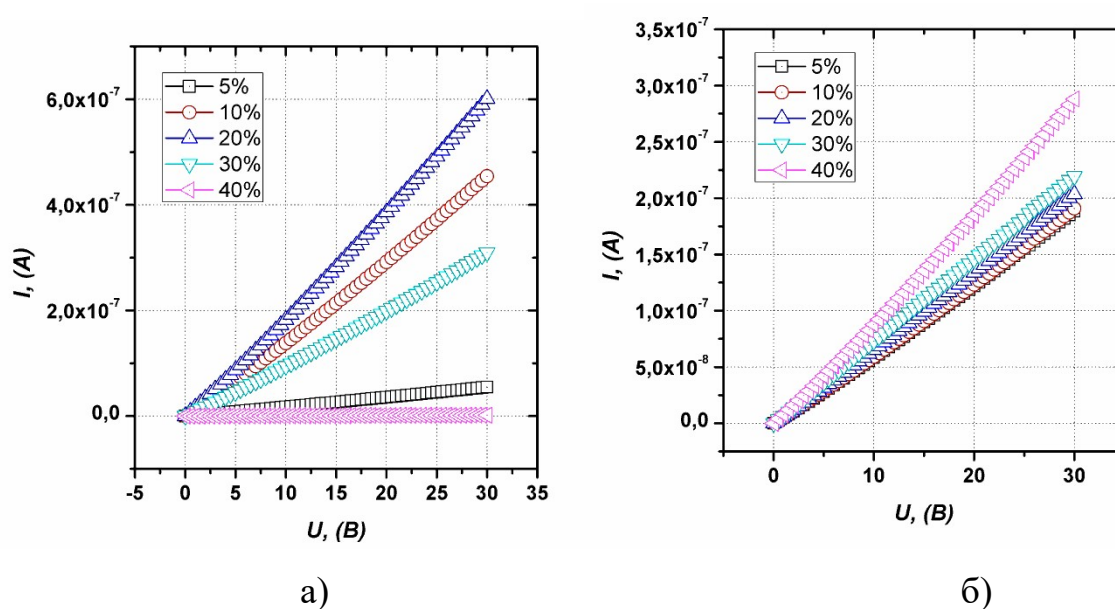 5%
10%
20%
30%
40%
6,0x10⁻⁷
4,0x10⁻⁷
2,0x10⁻⁷
0,0
I, (A)
-5 0 5 10 15 20 25 30 35
U, (В)
а)
5%
10%
20%
30%
40%
3,5x10⁻⁷
3,0x10⁻⁷
2,5x10⁻⁷
2,0x10⁻⁷
1,5x10⁻⁷
1,0x10⁻⁷
5,0x10⁻⁸
0,0
I, (A)
0 10 20 30
U, (В)
б)